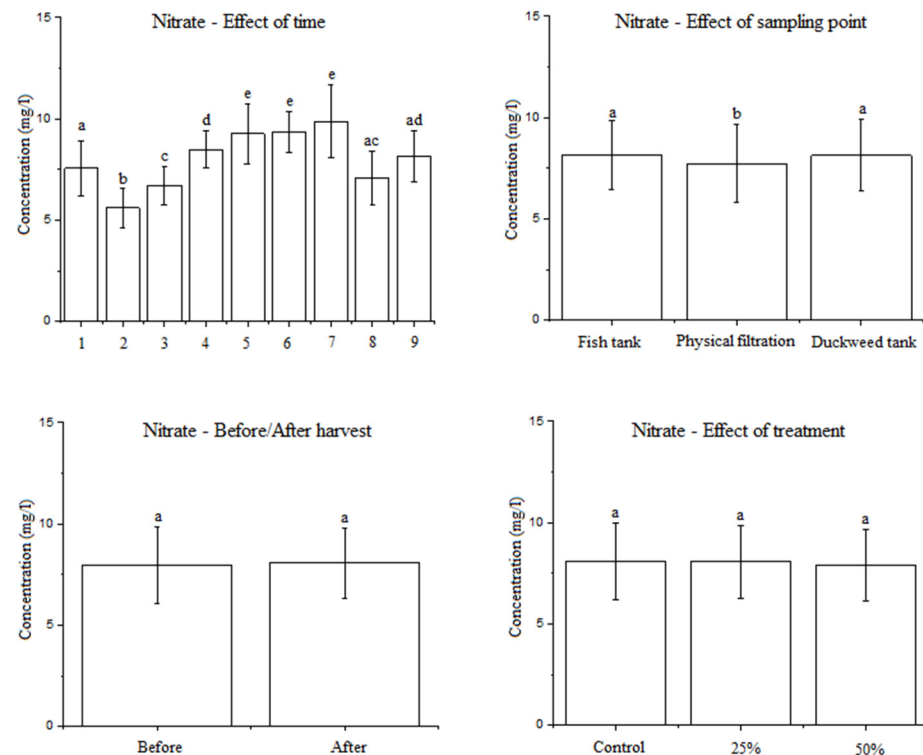 Nitrate - Effect of time
Concentration (mg/l)
15
10
5
0
a
b
c
d
e
e
e
ac
ad
1 2 3 4 5 6 7 8 9
Nitrate - Effect of sampling point
Concentration (mg/l)
15
10
5
0
a
b
a
Fish tank Physical filtration Duckweed tank
Nitrate - Before/After harvest
Concentration (mg/l)
15
10
5
0
a
a
Before After
Nitrate - Effect of treatment
Concentration (mg/l)
15
10
5
0
a
a
a
Control 25% 50%